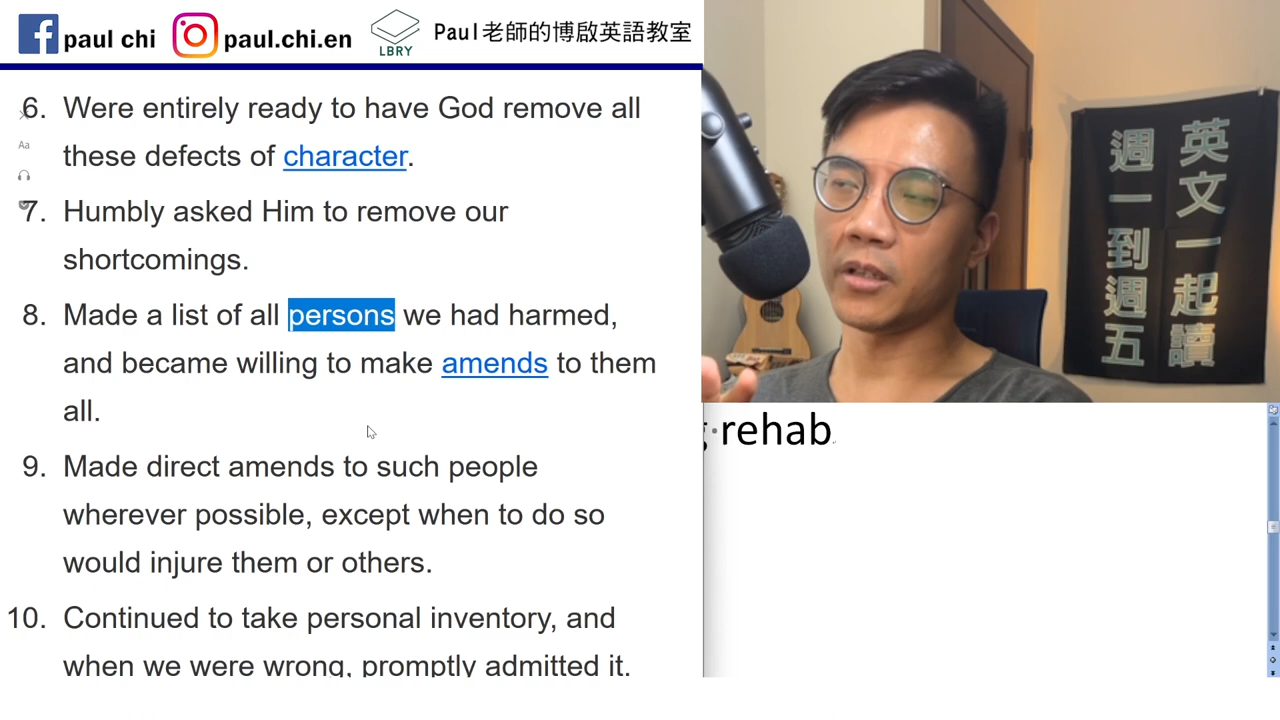 paul chi
paul.chi.en
LBRY
Paul老師的博啟英語教室
6. Were entirely ready to have God remove all
these defects of character.
Aa
7. Humbly asked Him to remove our
shortcomings.
8. Made a list of all persons we had harmed,
and became willing to make amends to them
all.
9. Made direct amends to such people
wherever possible, except when to do so
would injure them or others.
10. Continued to take personal inventory, and
when we were wrong, promptly admitted it.
英文一起讀
週一到週五
rehab.